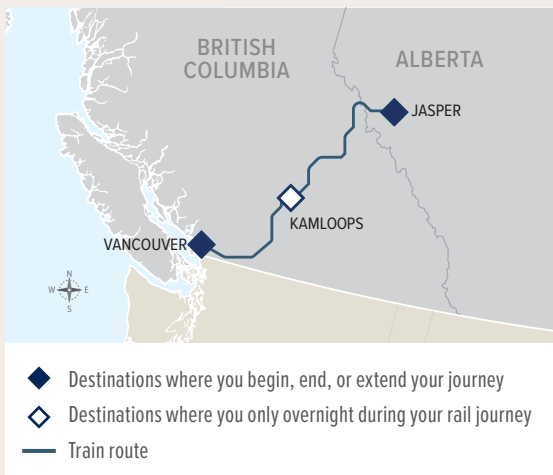 BRITISH
COLUMBIA
ALBERTA
JASPER
KAMLOOPS
VANCOUVER
N
W E
S
Destinations where you begin, end, or extend your journey
Destinations where you only overnight during your rail journey
Train route